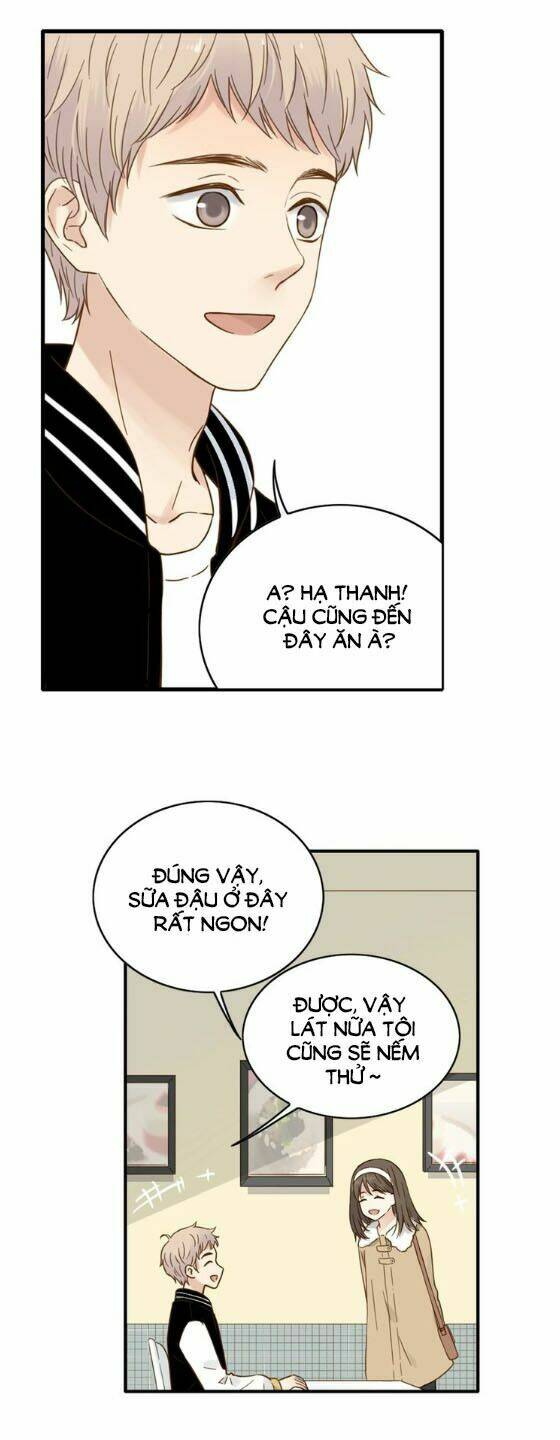 A? HẠ THANH!
CẬU CŨNG ĐẾN
ĐÂY ĂN À?
ĐÚNG VẬY,
SỮA ĐẬU Ở ĐÂY
RẤT NGON!
ĐƯỢC, VẬY
LÁT NỮA TÔI
CŨNG SẼ NẾM
THỬ ~